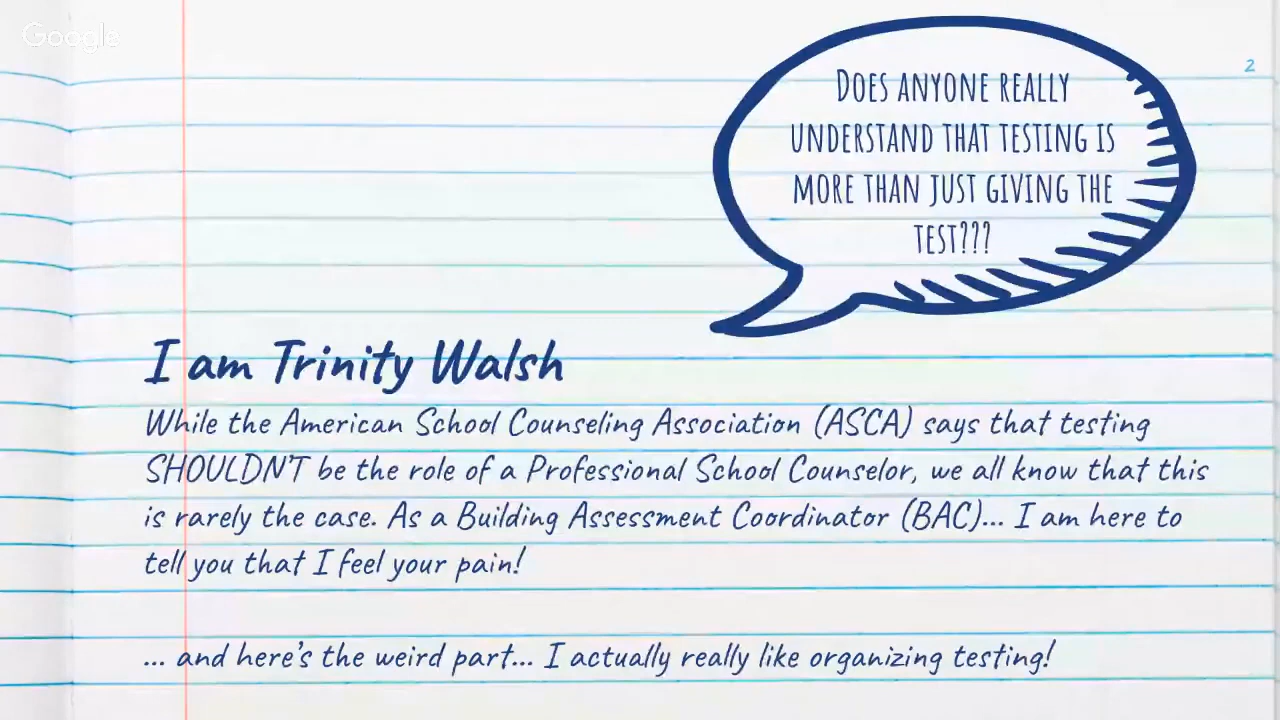 Google
2
DOES ANYONE REALLY
UNDERSTAND THAT TESTING IS
MORE THAN JUST GIVING THE
TEST???
I am Trinity Walsh
While the American School Counseling Association (ASCA) says that testing
SHOULDN'T be the role of a Professional School Counselor, we all know that this
is rarely the case. As a Building Assessment Coordinator (BAC)... I am here to
tell you that I feel your pain!
... and here's the weird part... I actually really like organizing testing!